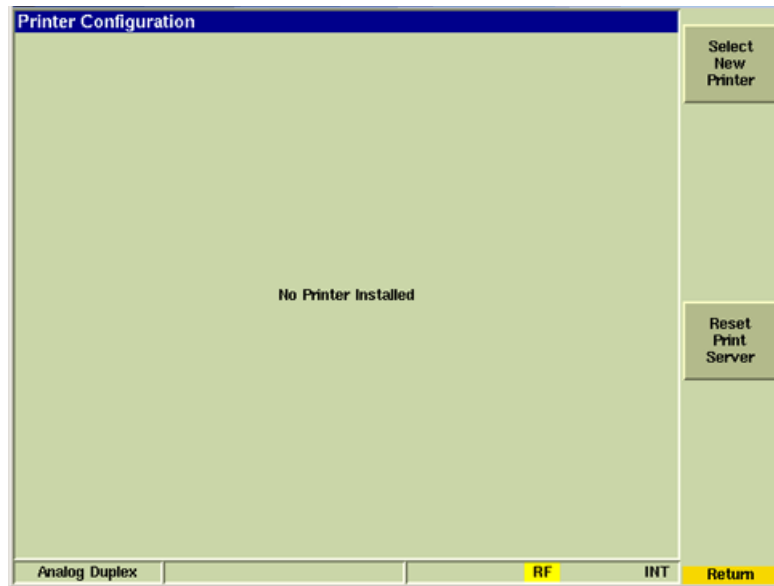 Printer Configuration
Select
New
Printer
No Printer Installed
Reset
Print
Server
Analog Duplex
RF
INT
Return